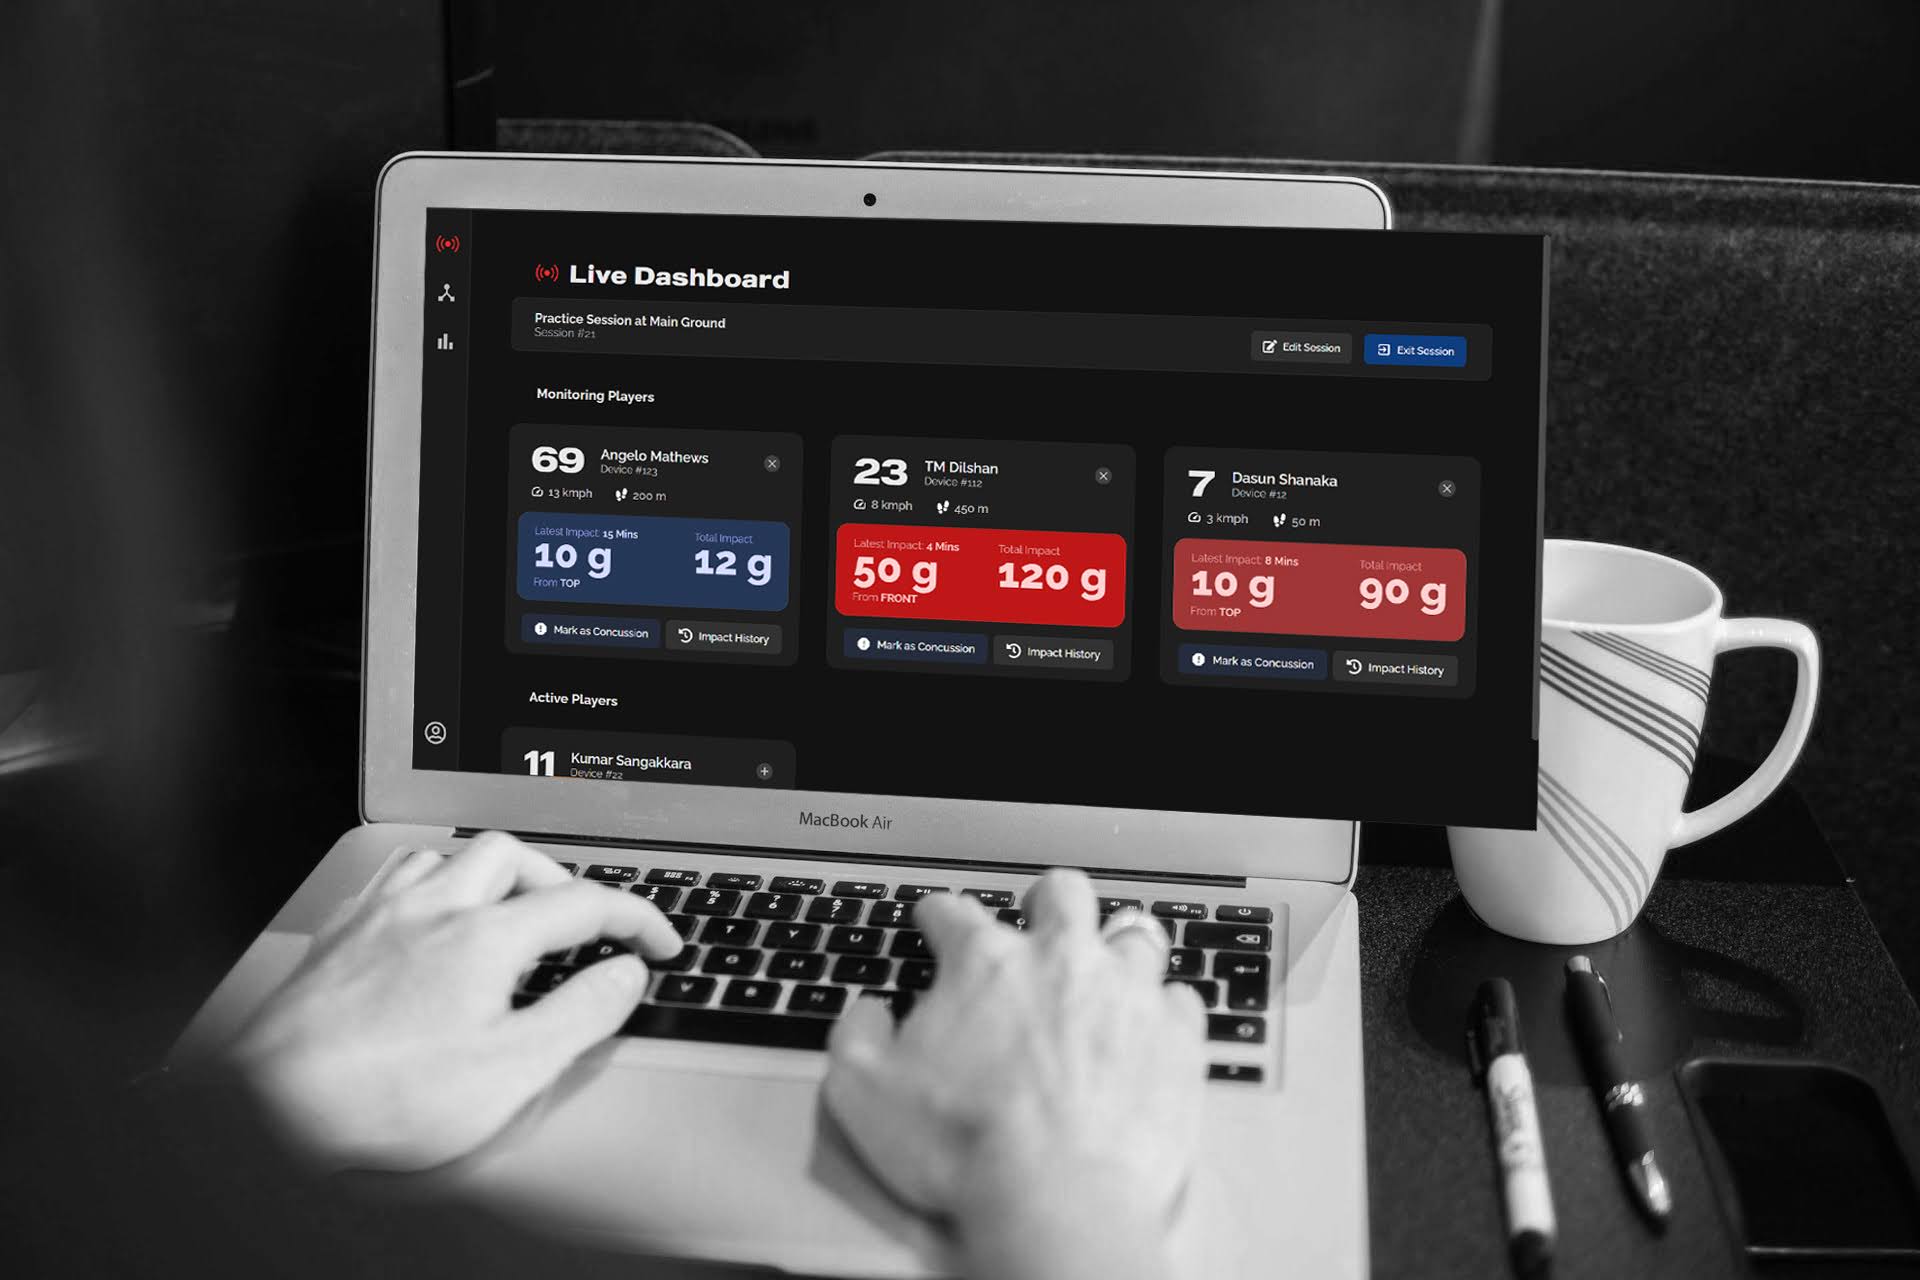 Live Dashboard
Practice Session at Main Ground
Session #21
Edit Session
Exit Session
Monitoring Players
69
Angelo Mathews
Device #123
13 kmph
200 m
Latest Impact: 15 Mins
Total Impact
10 g
12 g
From TOP
Mark as Concussion
Impact History
23
TM Dilshan
Device #112
8 kmph
450 m
Latest Impact: 4 Mins
Total Impact
50 g
120 g
From FRONT
Mark as Concussion
Impact History
7
Dasun Shanaka
Device #12
3 kmph
50 m
Latest Impact: 8 Mins
Total Impact
10 g
90 g
From TOP
Mark as Concussion
Impact History
Active Players
11
Kumar Sangakkara
Device #22
MacBook Air